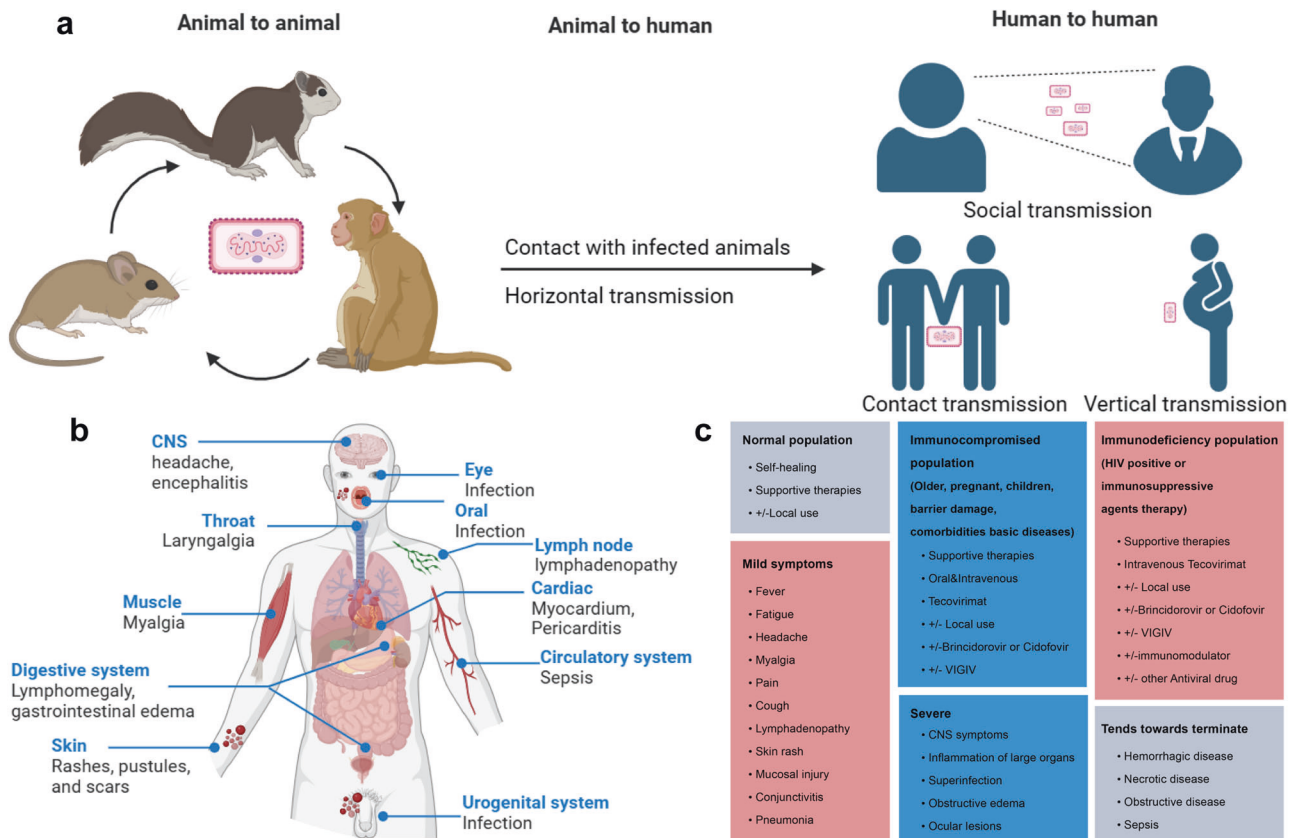 a
Animal to animal
Animal to human
Human to human
Contact with infected animals
Horizontal transmission
Social transmission
Contact transmission
Vertical transmission
b
CNS
headache,
encephalitis
Throat
Laryngalgia
Muscle
Myalgia
Digestive system
Lymphomegaly,
gastrointestinal edema
Skin
Rashes, pustules,
and scars
Eye
Infection
Oral
Infection
Lymph node
lymphadenopathy
Cardiac
Myocardium,
Pericarditis
Circulatory system
Sepsis
Urogenital system
Infection
c
Normal population
• Self-healing
• Supportive therapies
• +/-Local use
Mild symptoms
• Fever
• Fatigue
• Headache
• Myalgia
• Pain
• Cough
• Lymphadenopathy
• Skin rash
• Mucosal injury
• Conjunctivitis
• Pneumonia
Immunocompromised
population
(Older, pregnant, children,
barrier damage,
comorbidities basic diseases)
• Supportive therapies
• Oral&Intravenous
• Tecovirimat
• +/- Local use
• +/-Brincidorovir or Cidofovir
• +/- VIGIV
Severe
• CNS symptoms
• Inflammation of large organs
• Superinfection
• Obstructive edema
• Ocular lesions
Immunodeficiency population
(HIV positive or
immunosuppressive
agents therapy)
• Supportive therapies
• Intravenous Tecovirimat
• +/- Local use
• +/-Brincidorovir or Cidofovir
• +/- VIGIV
• +/-immunomodulator
• +/- other Antiviral drug
Tends towards terminate
• Hemorrhagic disease
• Necrotic disease
• Obstructive disease
• Sepsis